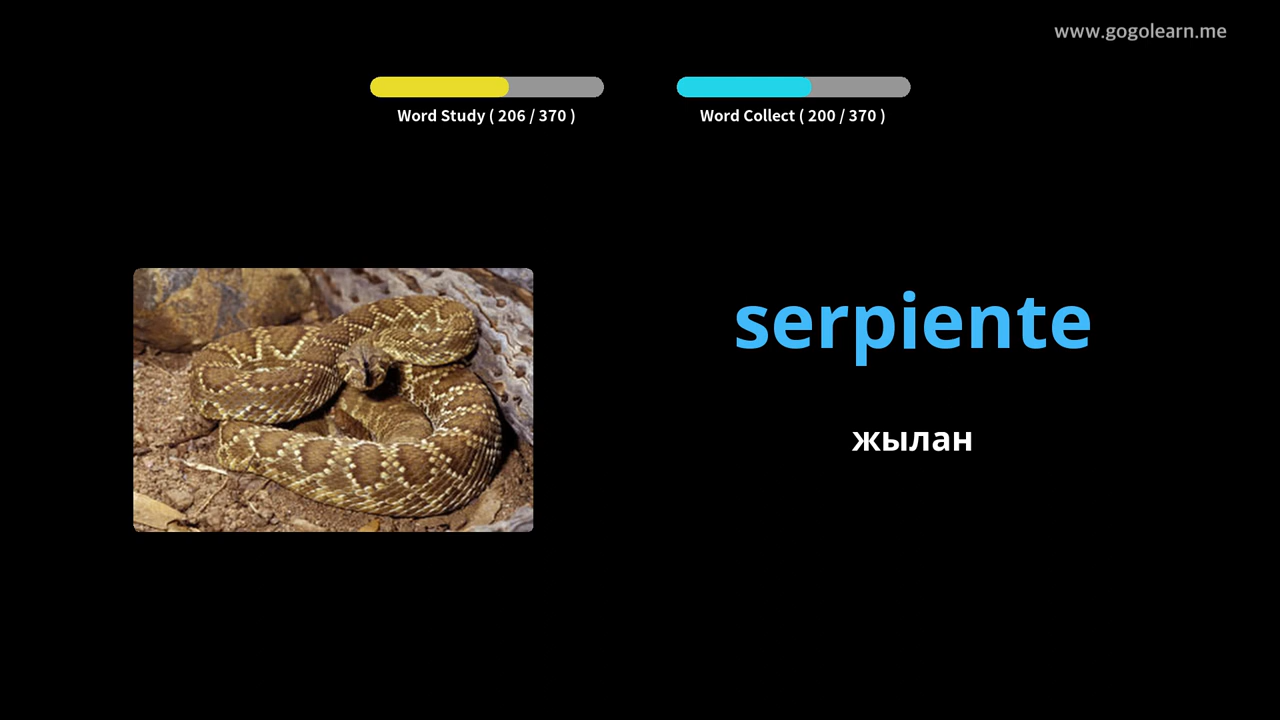 www.gogolearn.me
Word Study ( 206 / 370 )
Word Collect ( 200 / 370 )
serpiente
жылан